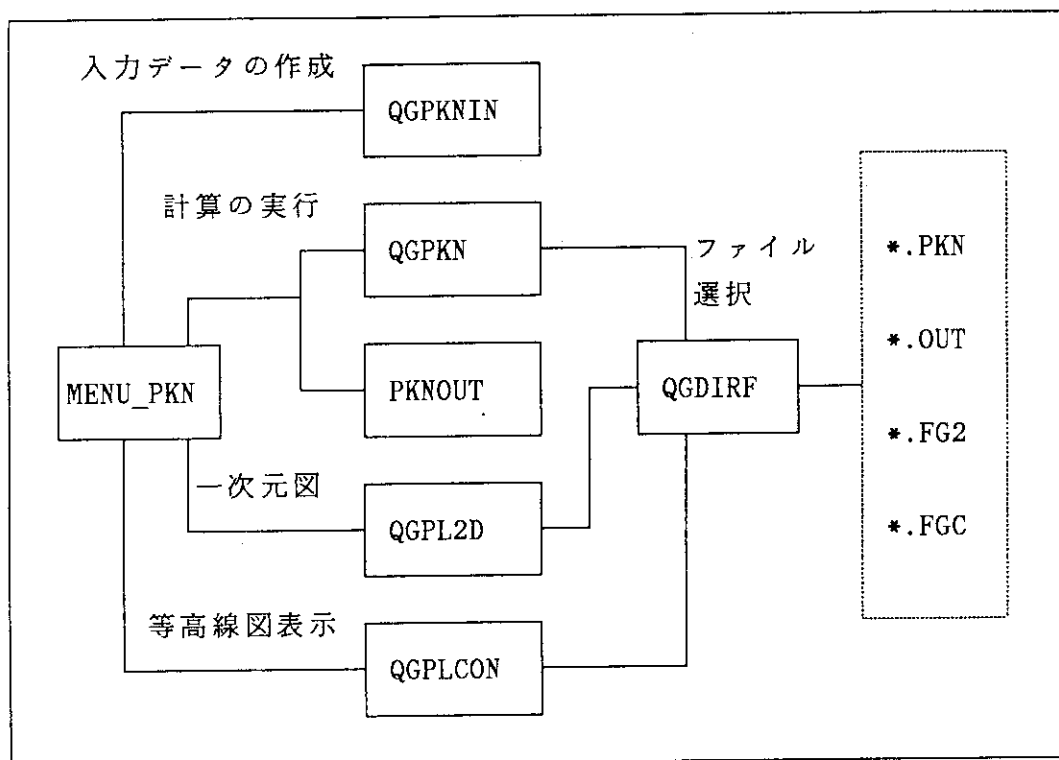 入力データの作成
QGPKNIN
計算の実行
QGPKN
ファイル
選択
*.PKN
*.OUT
*.FG2
*.FGC
MENU_PKN
PKNOUT
QGDIRF
一次元図
QGPL2D
等高線図表示
QGPLCON